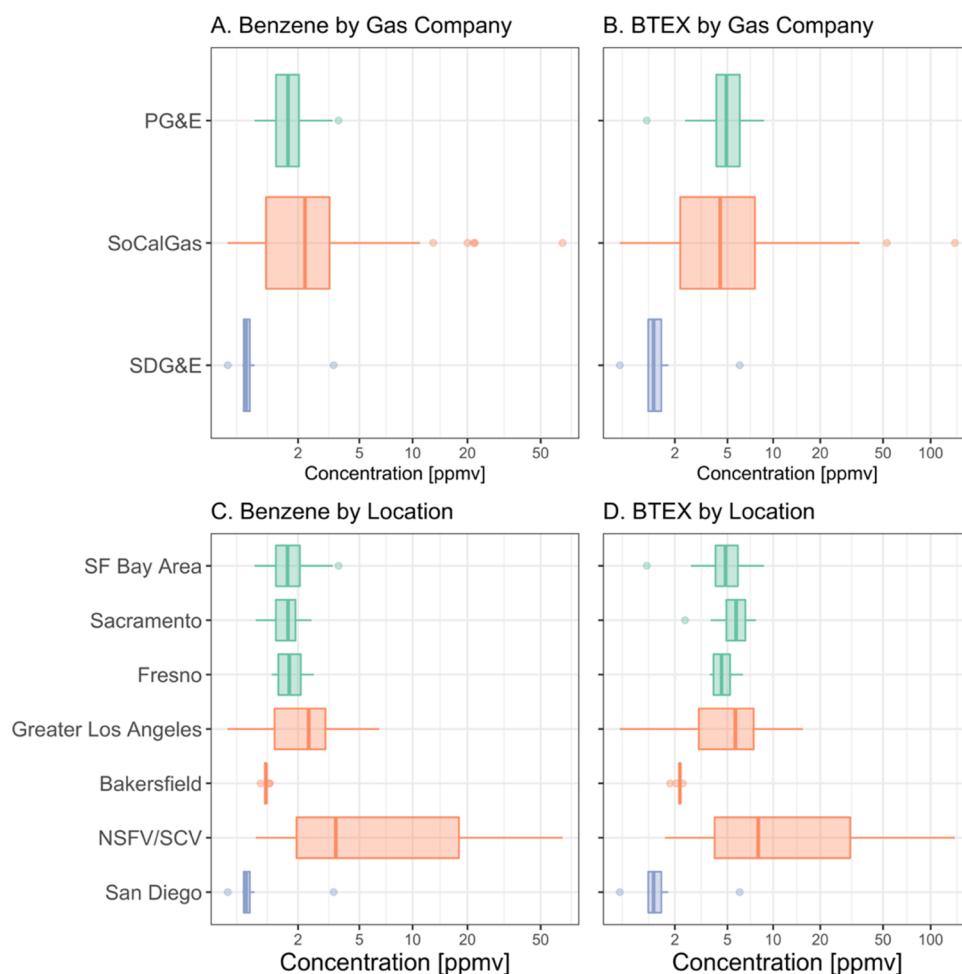 A. Benzene by Gas Company
B. BTEX by Gas Company
PG&E
SoCalGas
SDG&E
2 5 10 20 50
2 5 10 20 50 100
Concentration [ppmv]
Concentration [ppmv]
C. Benzene by Location
D. BTEX by Location
SF Bay Area
Sacramento
Fresno
Greater Los Angeles
Bakersfield
NSFV/SCV
San Diego
2 5 10 20 50
2 5 10 20 50 100
Concentration [ppmv]
Concentration [ppmv]